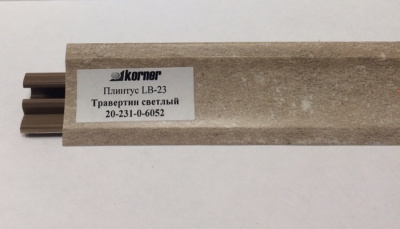 korner
Плинтус LB-23
Травертин светлый
20-231-0-6052